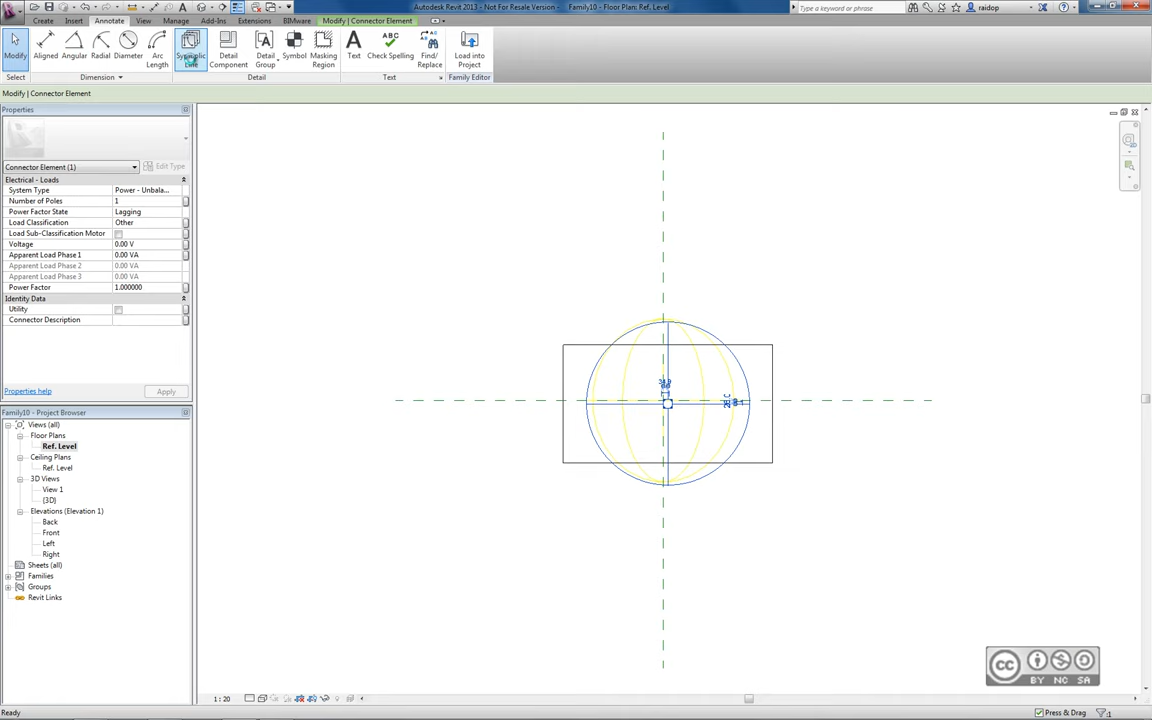 Autodesk Revit 2013 - Not For Resale Version - Family10 - Floor Plan: Ref. Level
Type a keyword or phrase
raidop
Create Insert Annotate View Manage Add-Ins Extensions BIMware Modify | Connector Element
Modify Aligned Angular Radial Diameter Arc Length Symbolic Line Detail Component Detail Group Symbol Masking Region Text Check Spelling Find/ Replace Load into Project
Select Dimension Detail Text Family Editor
Modify | Connector Element
Properties
Connector Element (1) Edit Type
Electrical - Loads
System Type Power - Unbala...
Number of Poles 1
Power Factor State Lagging
Load Classification Other
Load Sub-Classification Motor
Voltage 0.00 V
Apparent Load Phase 1 0.00 VA
Apparent Load Phase 2 0.00 VA
Apparent Load Phase 3 0.00 VA
Power Factor 1.000000
Identity Data
Utility
Connector Description
Properties help Apply
Family10 - Project Browser
Views (all)
Floor Plans
Ref. Level
Ceiling Plans
Ref. Level
3D Views
View 1
{3D}
Elevations (Elevation 1)
Back
Front
Left
Right
Sheets (all)
Families
Groups
Revit Links
cc BY NC SA
1 : 20
Ready
Press & Drag :1